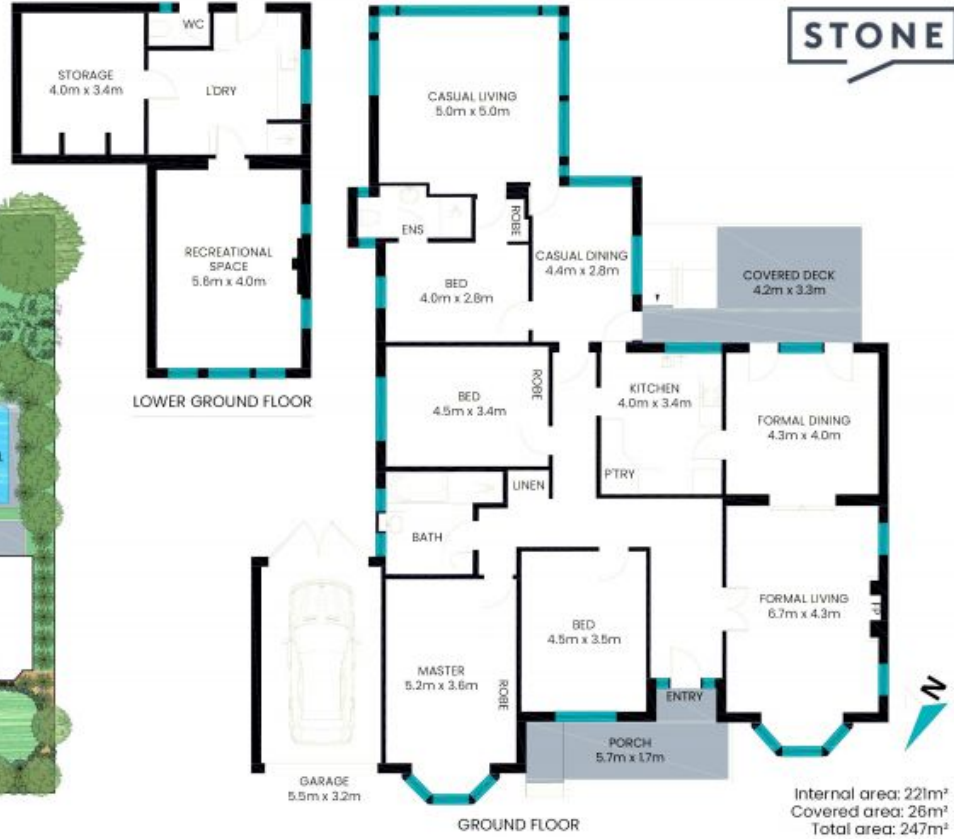 STONE
WC
STORAGE
4.0m x 3.4m
L'DRY
RECREATIONAL
SPACE
5.6m x 4.0m
LOWER GROUND FLOOR
CASUAL LIVING
5.0m x 5.0m
ENS
ROBE
CASUAL DINING
4.4m x 2.8m
BED
4.0m x 2.8m
COVERED DECK
4.2m x 3.3m
BED
4.5m x 3.4m
ROBE
KITCHEN
4.0m x 3.4m
P'TRY
FORMAL DINING
4.3m x 4.0m
LINEN
BATH
BED
4.5m x 3.5m
FORMAL LIVING
6.7m x 4.3m
FP
MASTER
5.2m x 3.6m
ROBE
ENTRY
PORCH
5.7m x 1.7m
GARAGE
5.5m x 3.2m
GROUND FLOOR
N
Internal area: 221m²
Covered area: 26m²
Total area: 247m²